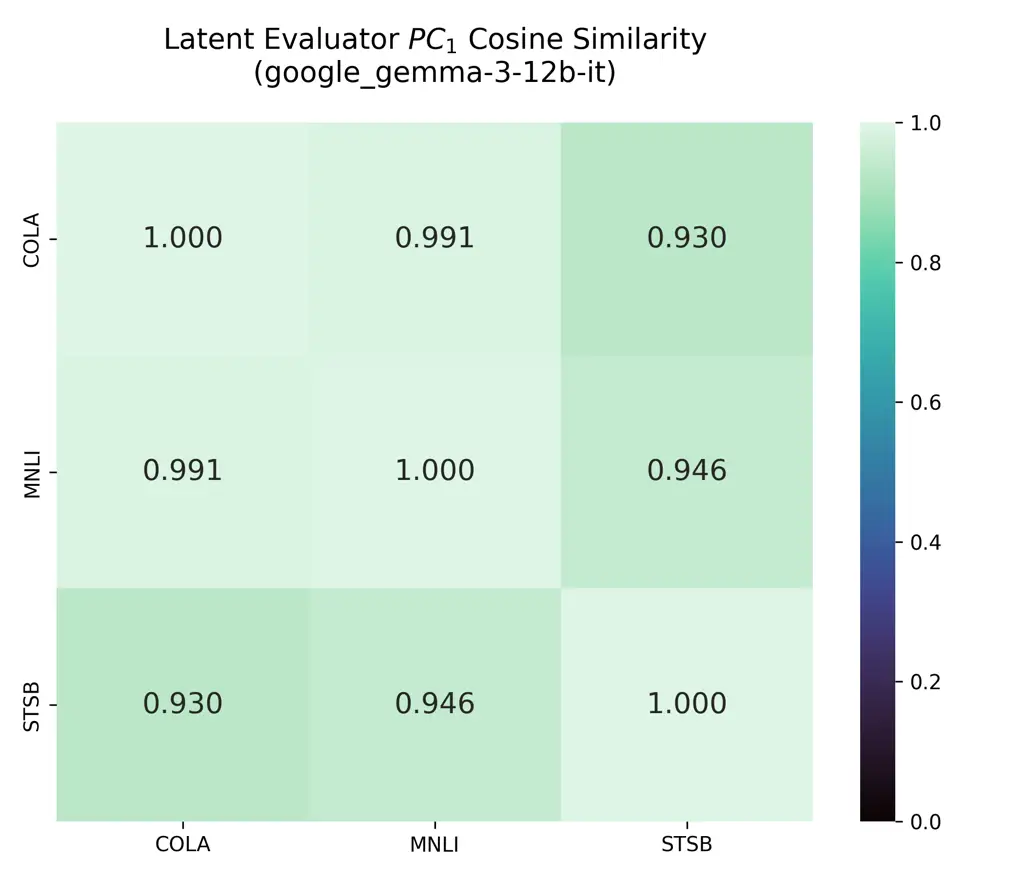 Latent Evaluator PC₁ Cosine Similarity
(google_gemma-3-12b-it)
COLA 1.000 0.991 0.930
MNLI 0.991 1.000 0.946
STSB 0.930 0.946 1.000
COLA MNLI STSB
1.0
0.8
0.6
0.4
0.2
0.0